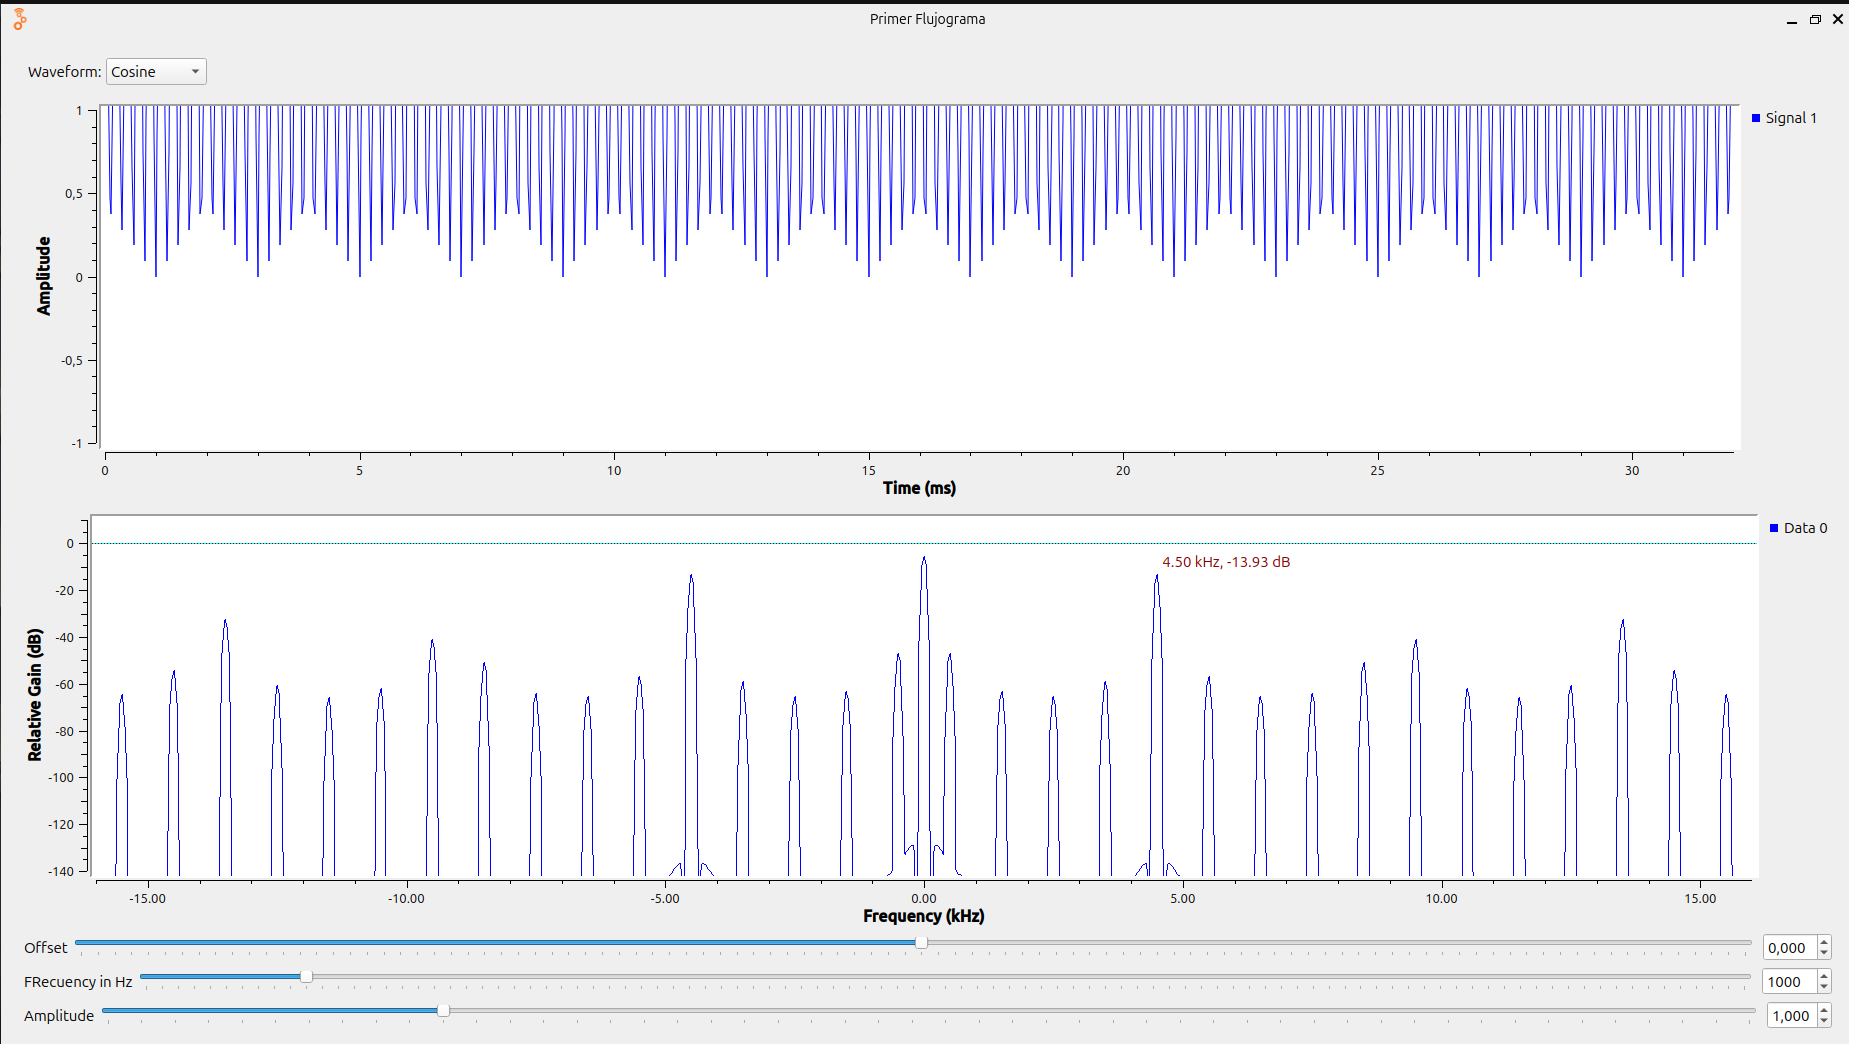 Primer Flujograma
Waveform: Cosine
1
0,5
0
-0,5
-1
Amplitude
Signal 1
0 5 10 15 20 25 30
Time (ms)
0
-20
-40
-60
-80
-100
-120
-140
Relative Gain (dB)
4.50 kHz, -13.93 dB
Data 0
-15.00 -10.00 -5.00 0.00 5.00 10.00 15.00
Frequency (kHz)
Offset 0,000
FRecuency in Hz 1000
Amplitude 1,000